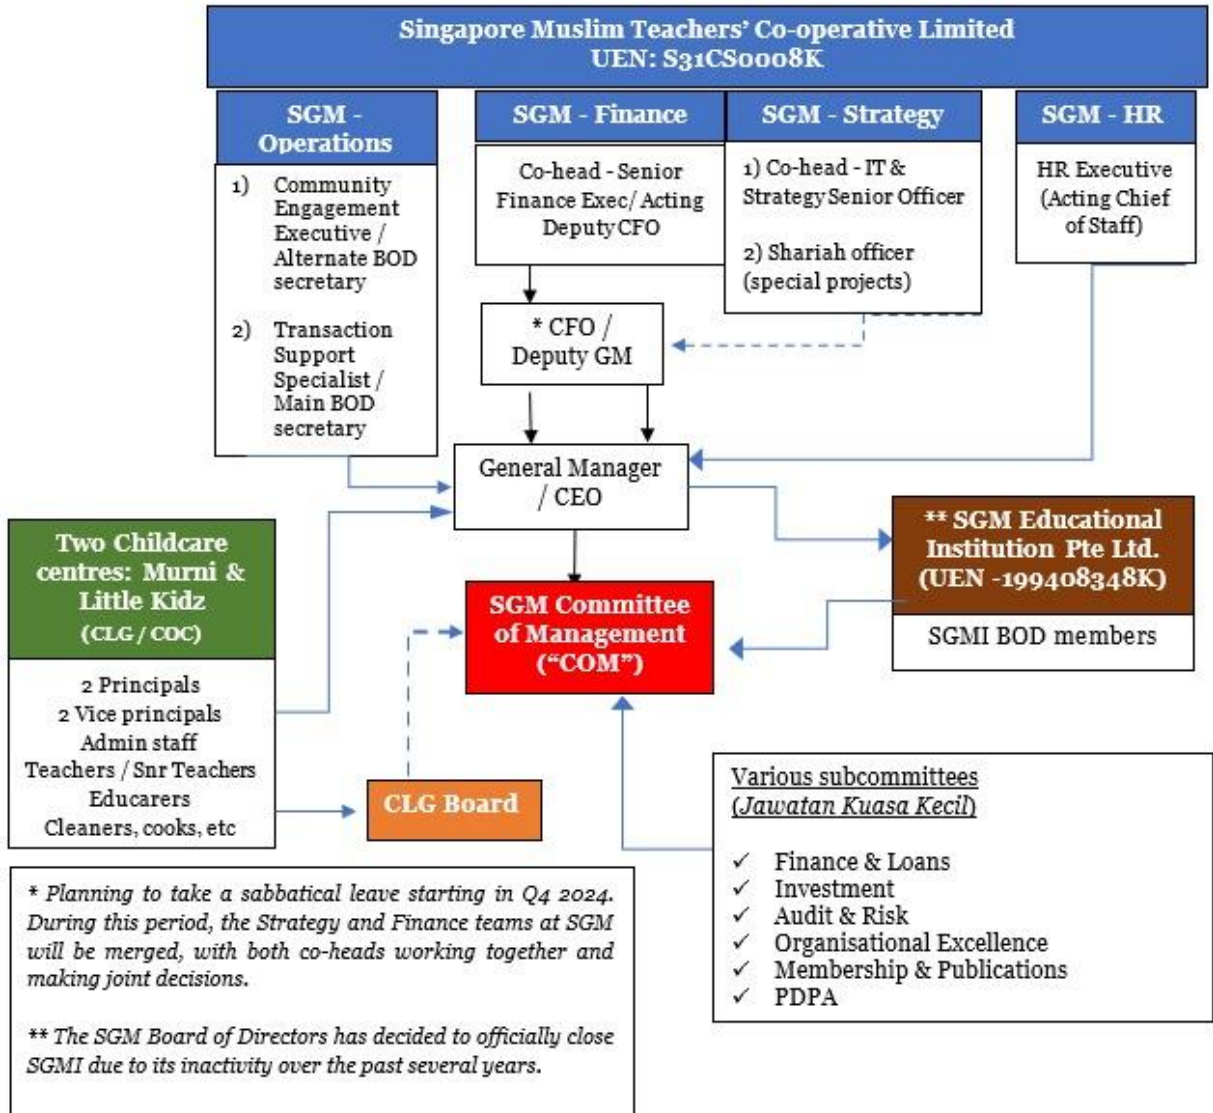 Singapore Muslim Teachers' Co-operative Limited
UEN: S31CS0008K
SGM -
Operations
1) Community
Engagement
Executive /
Alternate BOD
secretary
2) Transaction
Support
Specialist /
Main BOD
secretary
SGM - Finance
Co-head - Senior
Finance Exec/ Acting
Deputy CFO
SGM - Strategy
1) Co-head - IT &
Strategy Senior Officer
2) Shariah officer
(special projects)
SGM - HR
HR Executive
(Acting Chief
of Staff)
* CFO /
Deputy GM
General Manager
/ CEO
Two Childcare
centres: Murni &
Little Kidz
(CLG / COC)
2 Principals
2 Vice principals
Admin staff
Teachers / Snr Teachers
Educarers
Cleaners, cooks, etc
SGM Committee
of Management
("COM")
** SGM Educational
Institution Pte Ltd.
(UEN -199408348K)
SGMI BOD members
CLG Board
Various subcommittees
(Jawatan Kuasa Kecil)
✓ Finance & Loans
✓ Investment
✓ Audit & Risk
✓ Organisational Excellence
✓ Membership & Publications
✓ PDPA
* Planning to take a sabbatical leave starting in Q4 2024.
During this period, the Strategy and Finance teams at SGM
will be merged, with both co-heads working together and
making joint decisions.
** The SGM Board of Directors has decided to officially close
SGMI due to its inactivity over the past several years.